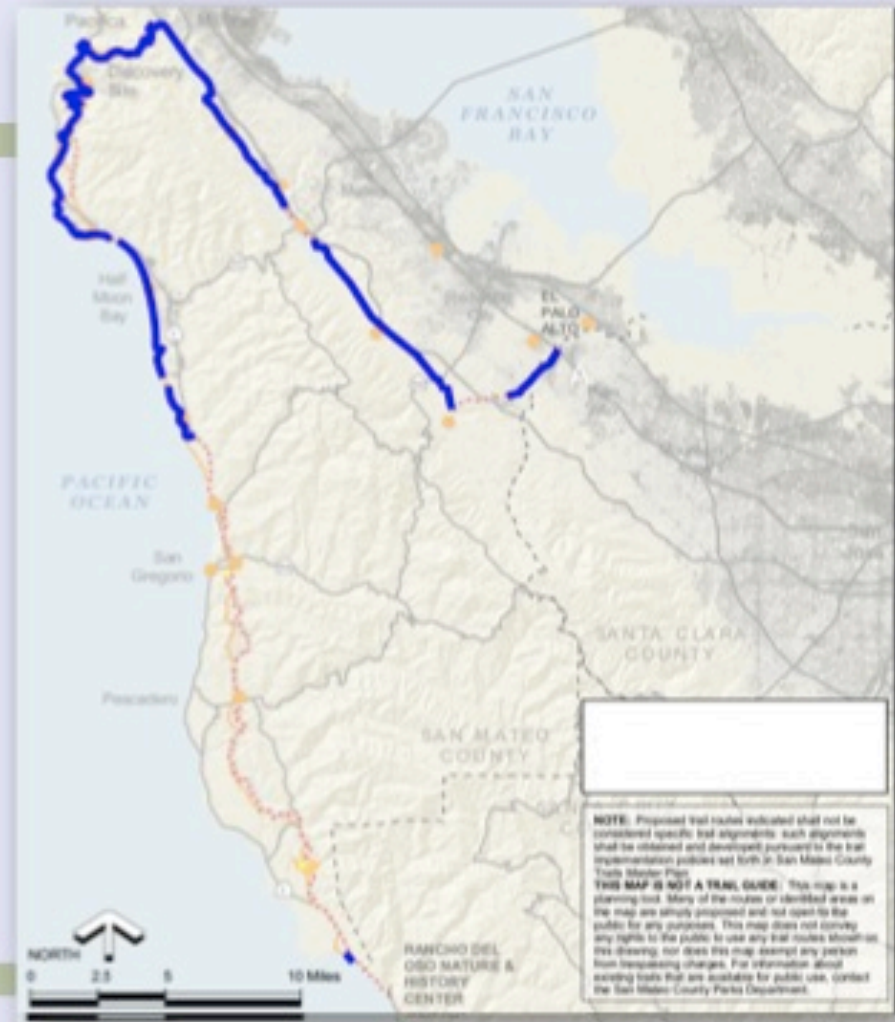 Pacifica
Discovery
Site
SAN
FRANCISCO
BAY
Half
Moon
Bay
EL
PALO
ALTO
PACIFIC
OCEAN
San
Gregorio
SANTA CLARA
COUNTY
Pescadero
SAN MATEO
COUNTY
NOTE: Proposed trail routes indicated shall not be
considered specific trail alignments: such alignments
shall be obtained and developed pursuant to the trail
implementation policies set forth in San Mateo County
Trails Master Plan
THIS MAP IS NOT A TRAIL GUIDE: This map is a
planning tool. Many of the routes or identified areas on
the map are simply proposed and not open to the
public for any purposes. This map does not convey
any rights to the public to use any trail routes shown on
this drawing; nor does this map exempt any person
from trespassing charges. For information about
existing trails that are available for public use, contact
the San Mateo County Parks Department.
NORTH
0 2.5 5 10 Miles
RANCHO DEL
OSO NATURE &
HISTORY
CENTER